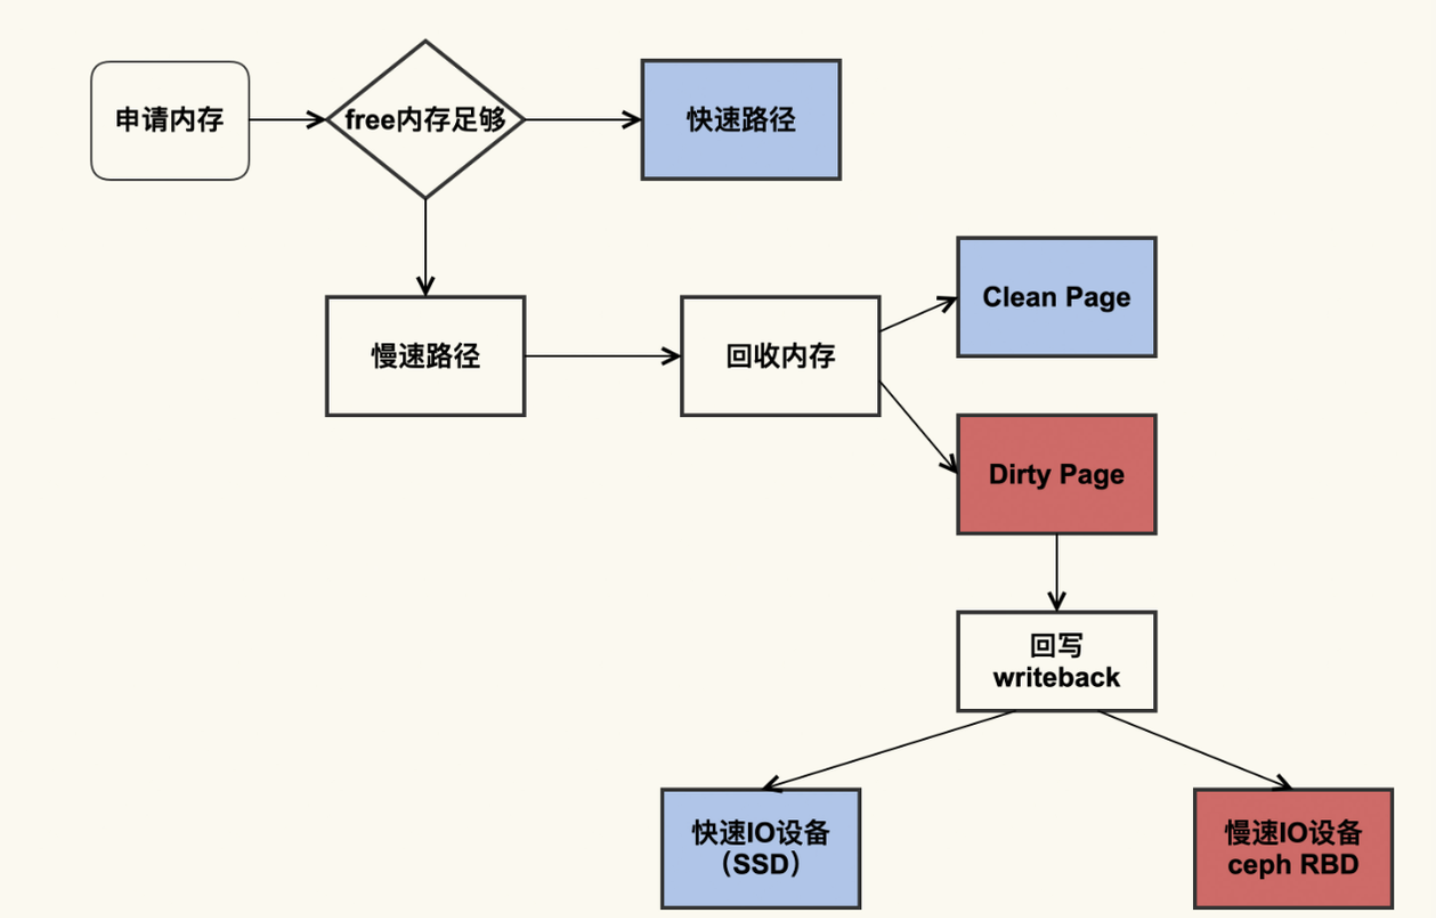 申请内存
free内存足够
快速路径
慢速路径
回收内存
Clean Page
Dirty Page
回写
writeback
快速IO设备
（SSD）
慢速IO设备
ceph RBD